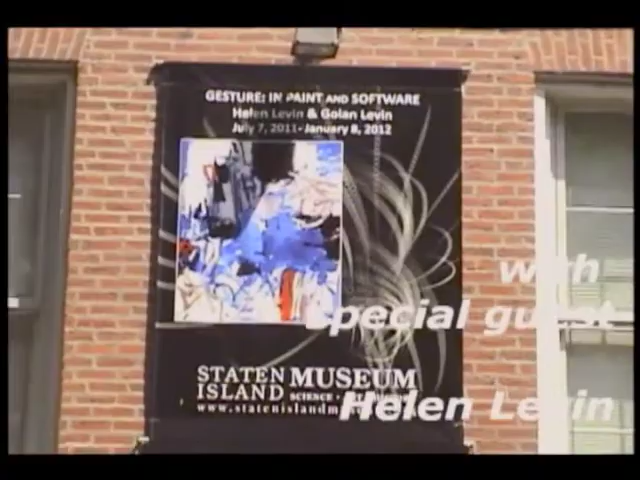 GESTURE: IN PAINT AND SOFTWARE
Helen Levin & Golan Levin
July 7, 2011-January 8, 2012
with
special guest
STATEN ISLAND MUSEUM
SCIENCE
Helen Levin